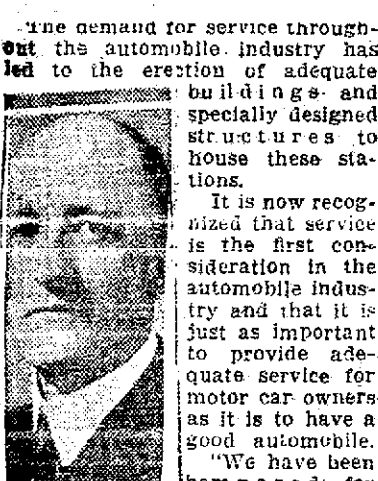 The demand for service through-
out the automobile industry has
led to the erection of adequate
buildings and
specially designed
structures to
house these sta-
tions.
It is now recog-
nized that service
is the first con-
sideration in the
automobile indus-
try and that it is
just as important
to provide ade-
quate service for
motor car owners
as it is to have a
good automobile.
"We have been